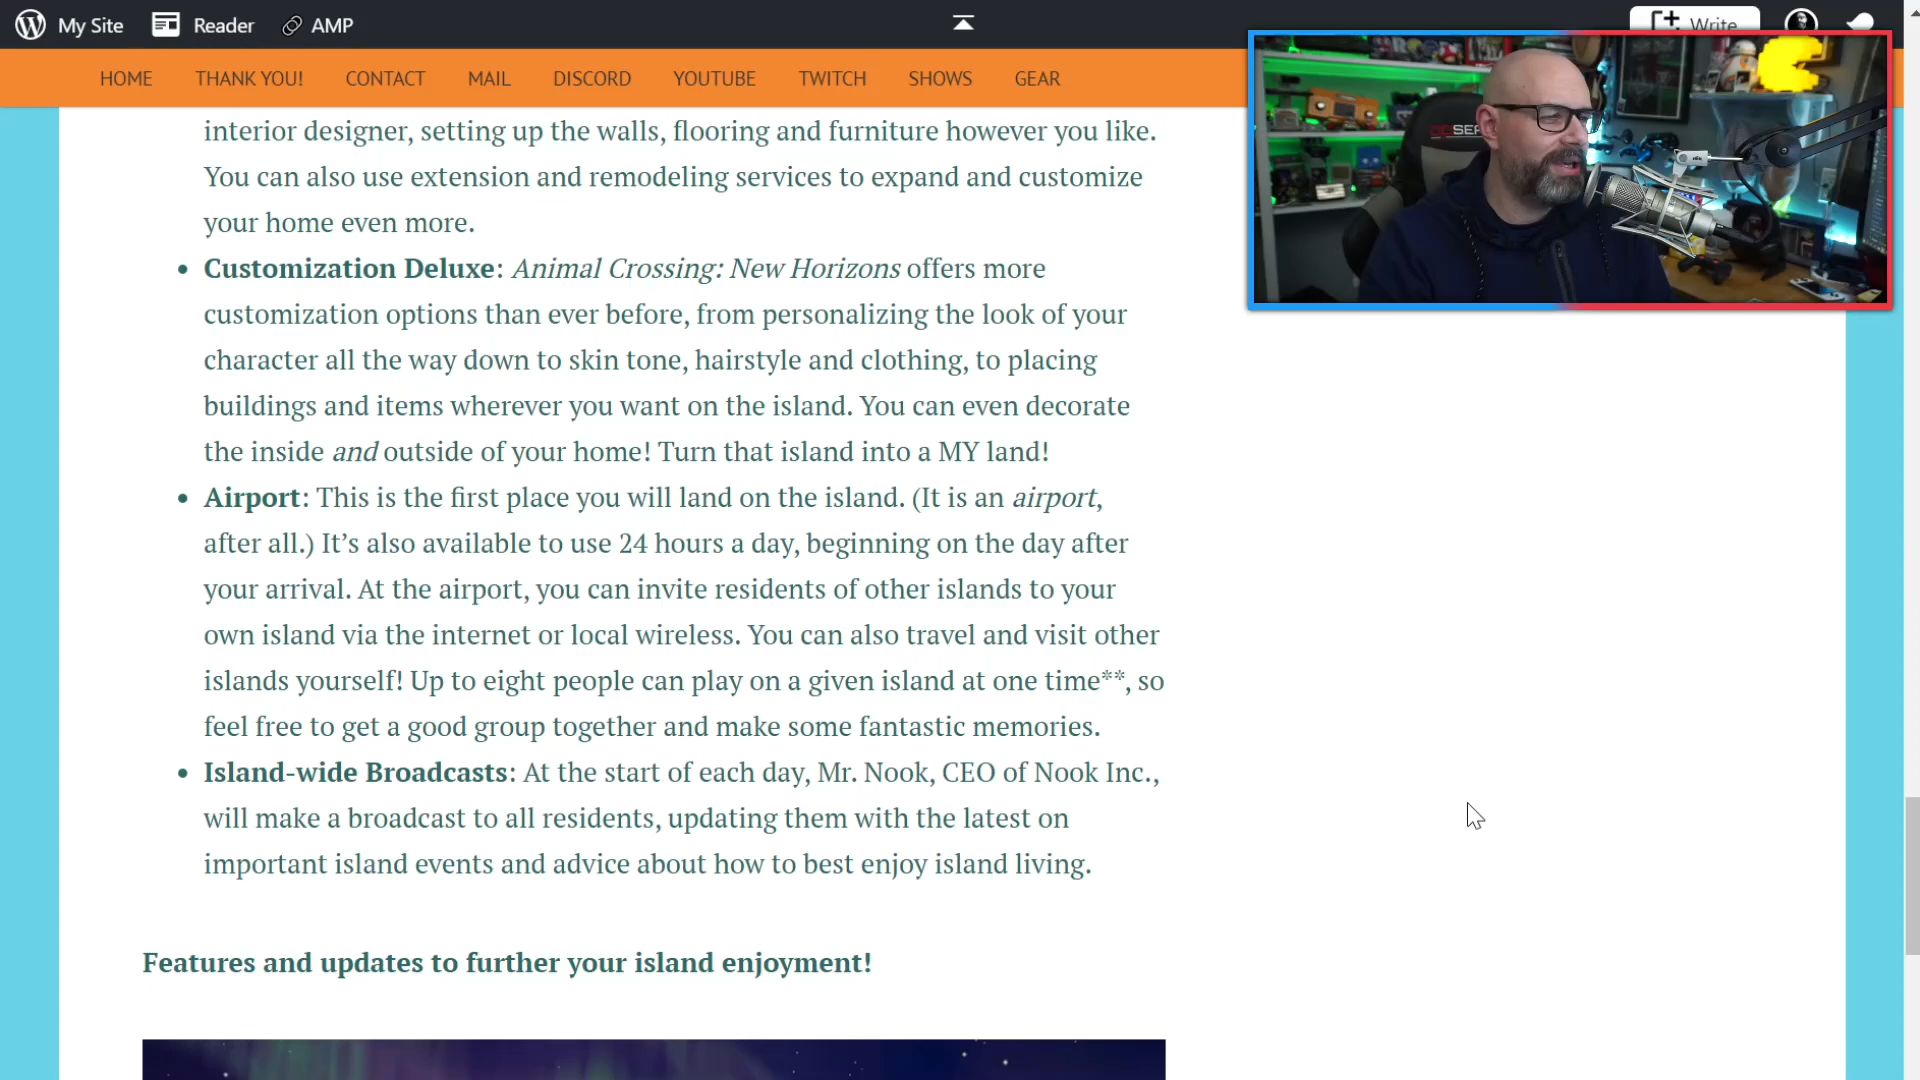 My Site Reader AMP Write
HOME THANK YOU! CONTACT MAIL DISCORD YOUTUBE TWITCH SHOWS GEAR
interior designer, setting up the walls, flooring and furniture however you like.
You can also use extension and remodeling services to expand and customize
your home even more.
• Customization Deluxe: Animal Crossing: New Horizons offers more
customization options than ever before, from personalizing the look of your
character all the way down to skin tone, hairstyle and clothing, to placing
buildings and items wherever you want on the island. You can even decorate
the inside and outside of your home! Turn that island into a MY land!
• Airport: This is the first place you will land on the island. (It is an airport,
after all.) It’s also available to use 24 hours a day, beginning on the day after
your arrival. At the airport, you can invite residents of other islands to your
own island via the internet or local wireless. You can also travel and visit other
islands yourself! Up to eight people can play on a given island at one time**, so
feel free to get a good group together and make some fantastic memories.
• Island-wide Broadcasts: At the start of each day, Mr. Nook, CEO of Nook Inc.,
will make a broadcast to all residents, updating them with the latest on
important island events and advice about how to best enjoy island living.
Features and updates to further your island enjoyment!